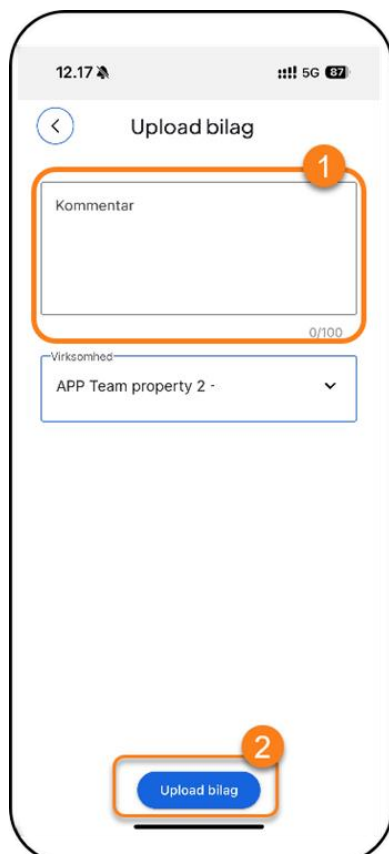 12.17 5G 87
Upload bilag
1
Kommentar
0/100
Virksomhed
APP Team property 2 -
2
Upload bilag